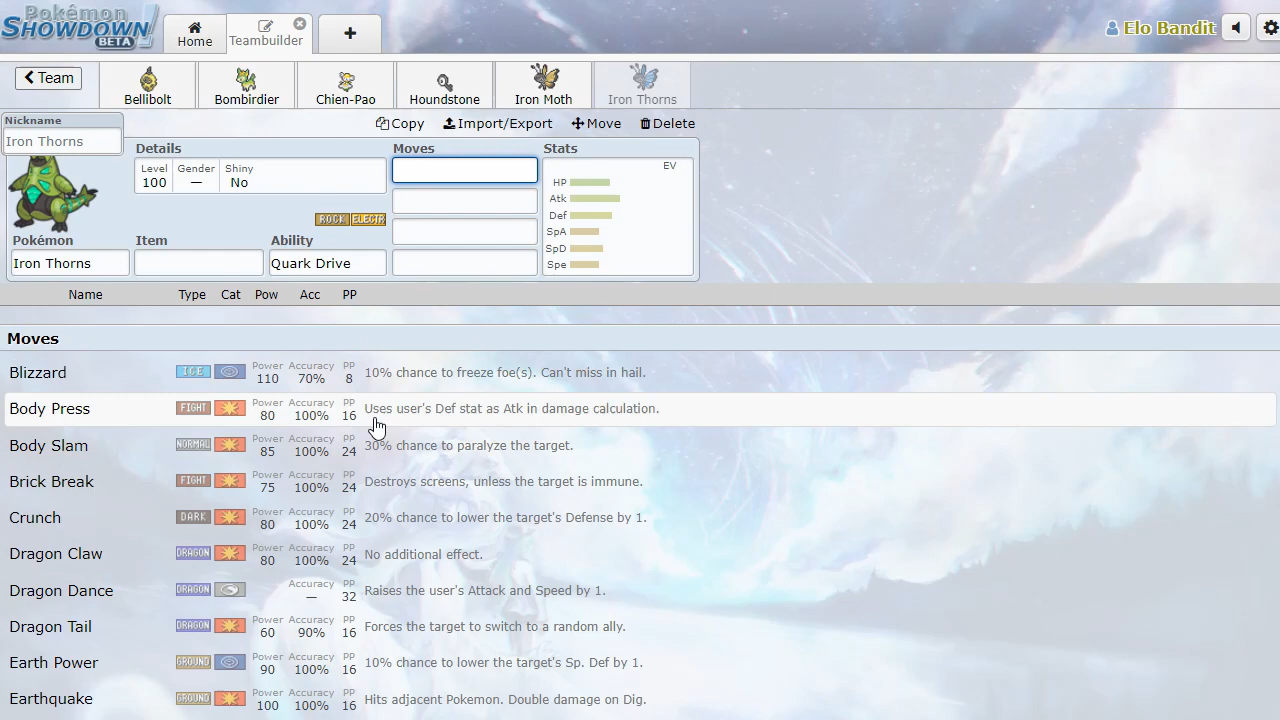 Pokémon
SHOWDOWN!
BETA
Home
Teambuilder
+
Elo Bandit
Team
Bellibolt
Bombirdier
Chien-Pao
Houndstone
Iron Moth
Iron Thorns
Nickname
Iron Thorns
Copy
Import/Export
Move
Delete
Details
Level
Gender
Shiny
100
—
No
ROCK ELECTR
Pokémon
Item
Ability
Iron Thorns
Quark Drive
Moves
Stats
EV
HP
Atk
Def
SpA
SpD
Spe
Name Type Cat Pow Acc PP
Moves
Blizzard ICE Power 110 Accuracy 70% PP 8 10% chance to freeze foe(s). Can't miss in hail.
Body Press FIGHT Power 80 Accuracy 100% PP 16 Uses user's Def stat as Atk in damage calculation.
Body Slam NORMAL Power 85 Accuracy 100% PP 24 30% chance to paralyze the target.
Brick Break FIGHT Power 75 Accuracy 100% PP 24 Destroys screens, unless the target is immune.
Crunch DARK Power 80 Accuracy 100% PP 24 20% chance to lower the target's Defense by 1.
Dragon Claw DRAGON Power 80 Accuracy 100% PP 24 No additional effect.
Dragon Dance DRAGON Accuracy — PP 32 Raises the user's Attack and Speed by 1.
Dragon Tail DRAGON Power 60 Accuracy 90% PP 16 Forces the target to switch to a random ally.
Earth Power GROUND Power 90 Accuracy 100% PP 16 10% chance to lower the target's Sp. Def by 1.
Earthquake GROUND Power 100 Accuracy 100% PP 16 Hits adjacent Pokemon. Double damage on Dig.